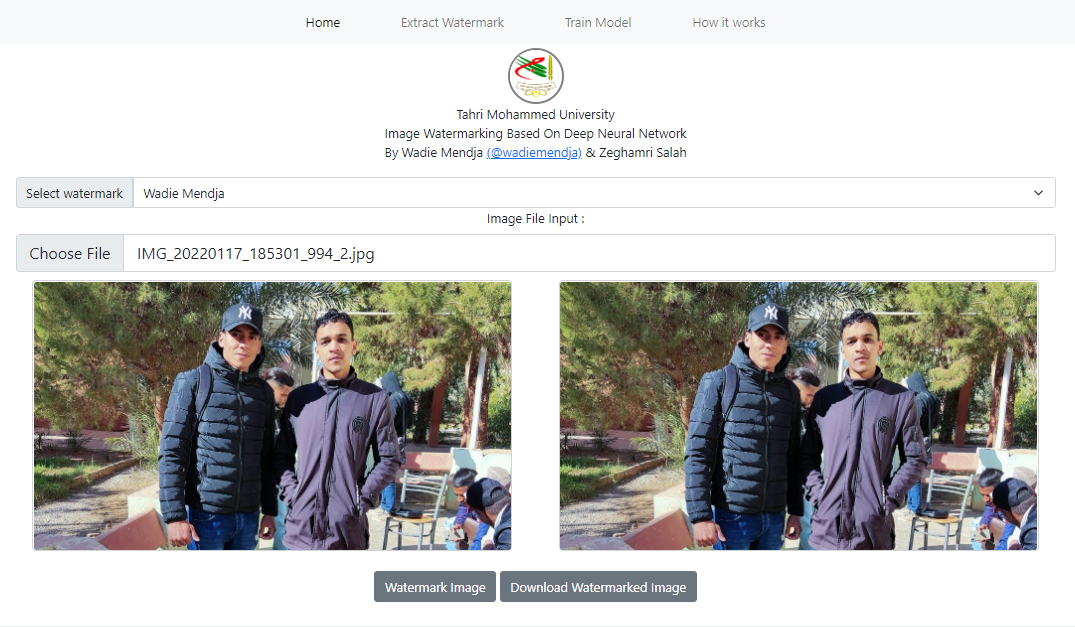 Home Extract Watermark Train Model How it works
Tahri Mohammed University
Image Watermarking Based On Deep Neural Network
By Wadie Mendja (@wadiemendja) & Zeghamri Salah
Select watermark Wadie Mendja
Image File Input :
Choose File IMG_20220117_185301_994_2.jpg
NY NY
Watermark Image Download Watermarked Image